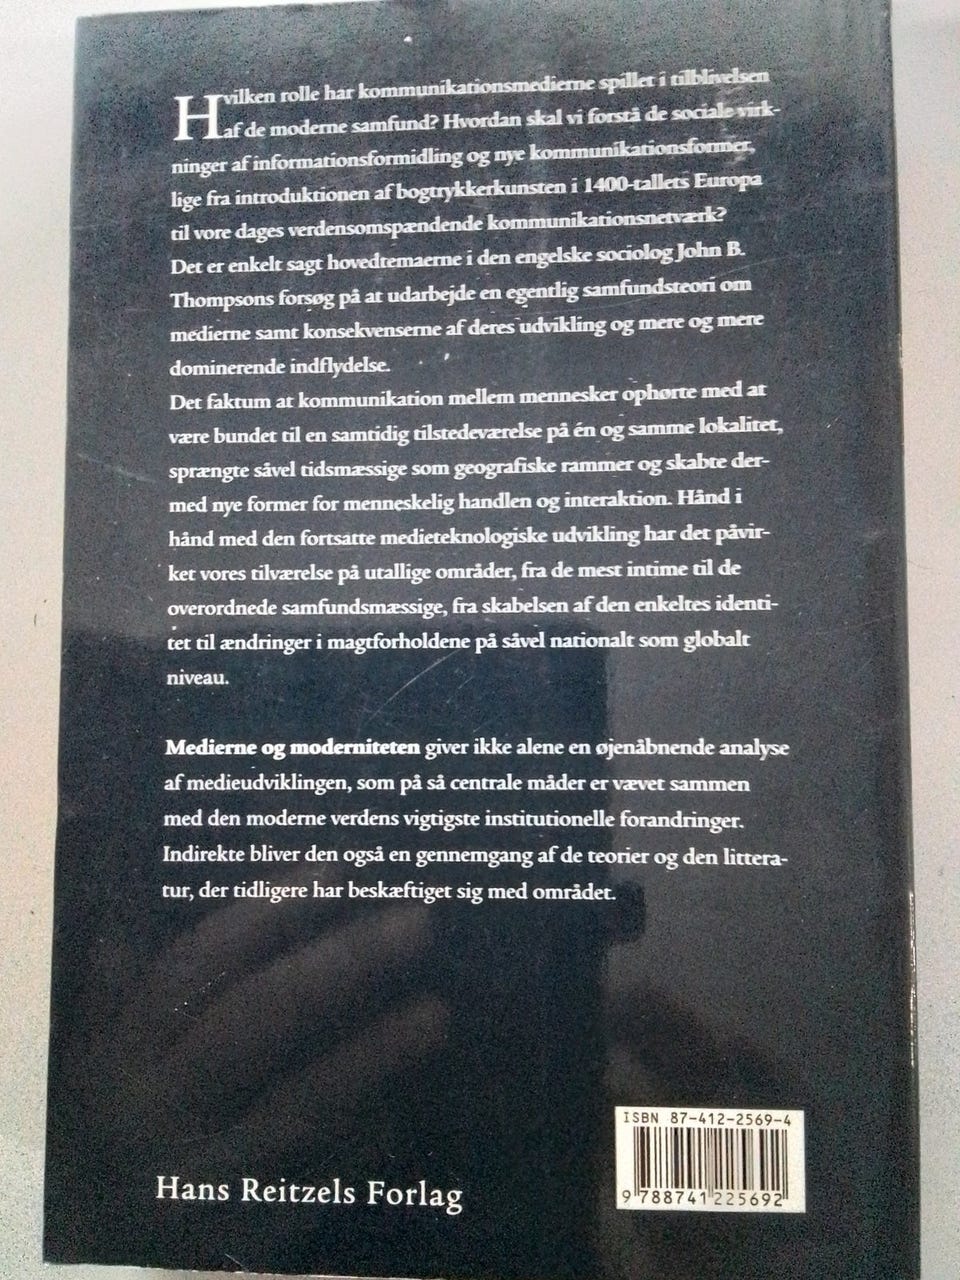 Hvilken rolle har kommunikationsmedierne spillet i tilblivelsen
af de moderne samfund? Hvordan skal vi forstå de sociale virk-
ninger af informationsformidling og nye kommunikationsformer,
lige fra introduktionen af bogtrykkerkunsten i 1400-tallets Europa
til vore dages verdensomspændende kommunikationsnetværk?
Det er enkelt sagt hovedtemaerne i den engelske sociolog John B.
Thompsons forsøg på at udarbejde en egentlig samfundsteori om
medierne samt konsekvenserne af deres udvikling og mere og mere
dominerende indflydelse.
Det faktum at kommunikation mellem mennesker ophørte med at
være bundet til en samtidig tilstedeværelse på én og samme lokalitet,
sprængte såvel tidsmæssige som geografiske rammer og skabte der-
med nye former for menneskelig handlen og interaktion. Hånd i
hånd med den fortsatte medieteknologiske udvikling har det påvir-
ket vores tilværelse på utallige områder, fra de mest intime til de
overordnede samfundsmæssige, fra skabelsen af den enkeltes identi-
tet til ændringer i magtforholdene på såvel nationalt som globalt
niveau.
Medierne og moderniteten giver ikke alene en øjenåbnende analyse
af medieudviklingen, som på så centrale måder er vævet sammen
med den moderne verdens vigtigste institutionelle forandringer.
Indirekte bliver den også en gennemgang af de teorier og den littera-
tur, der tidligere har beskæftiget sig med området.
ISBN 87-412-2569-4
9 788741 225692
Hans Reitzels Forlag